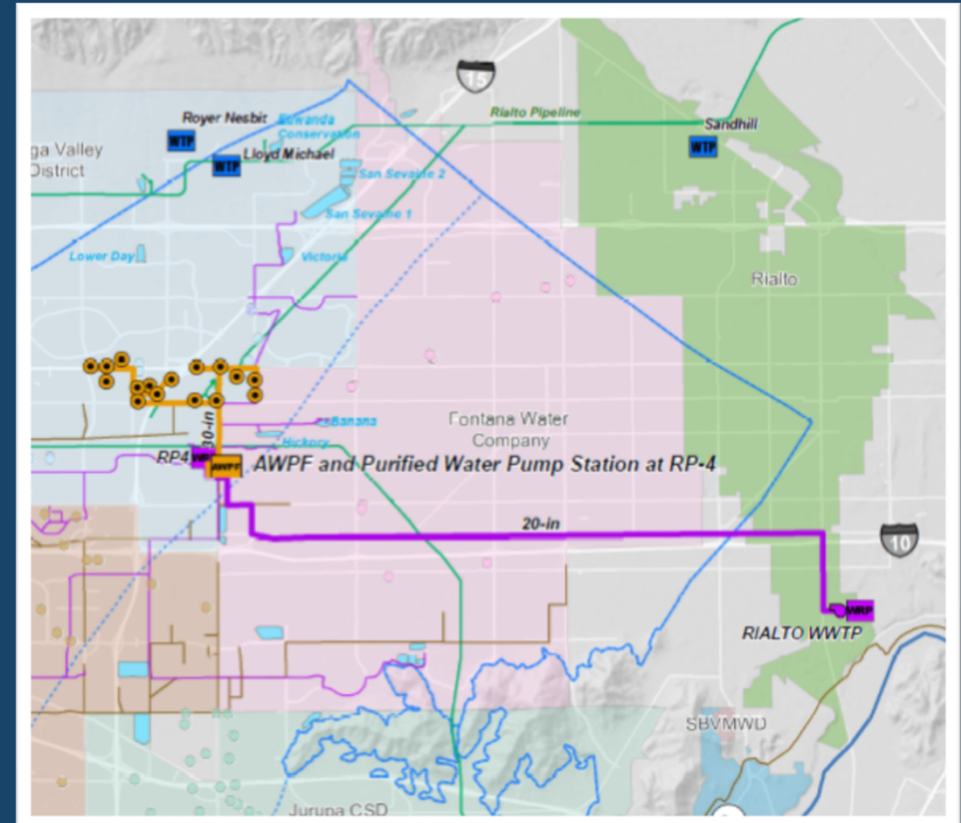 15
Rialto Pipeline
Royer Nesbit
Etiwanda
Conservation
Sandhill
WTP
WTP
Lloyd Michael
WTP
ga Valley
District
San Sevaine 2
San Sevaine 1
Lower Day
Victoria
Rialto
30-in
Banana
Fontana Water
Company
Hickory
RP4
AWPF
AWPF and Purified Water Pump Station at RP-4
20-in
10
WRP
RIALTO WWTP
SBVMWD
Jurupa CSD